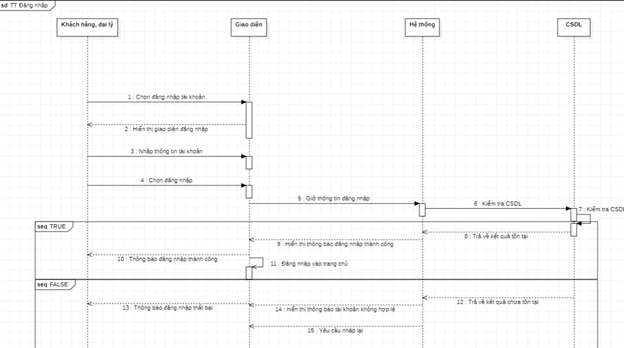 sd TT Đăng nhập
Khách hàng, đại lý
Giao diện
Hệ thống
CSDL
1 : Chọn đăng nhập tài khoản
2 : Hiển thị giao diện đăng nhập
3 : Nhập thông tin tài khoản
4 : Chọn đăng nhập
5 : Giở thông tin đăng nhập
6 : Kiểm tra CSDL
7 : Kiểm tra CSD
seq TRUE
8 : Trả về kết quả tồn tại
9 : Hiển thị thông báo đăng nhập thành công
10 : Thông báo đăng nhập thành công
11 : Đăng nhập vào trang chủ
seq FALSE
12 : Trả về kết quả chưa tồn tại
13 : Thông báo đăng nhập thất bại
14 : hiển thị thông báo tài khoản không hợp lệ
15 : Yêu cầu nhập lại